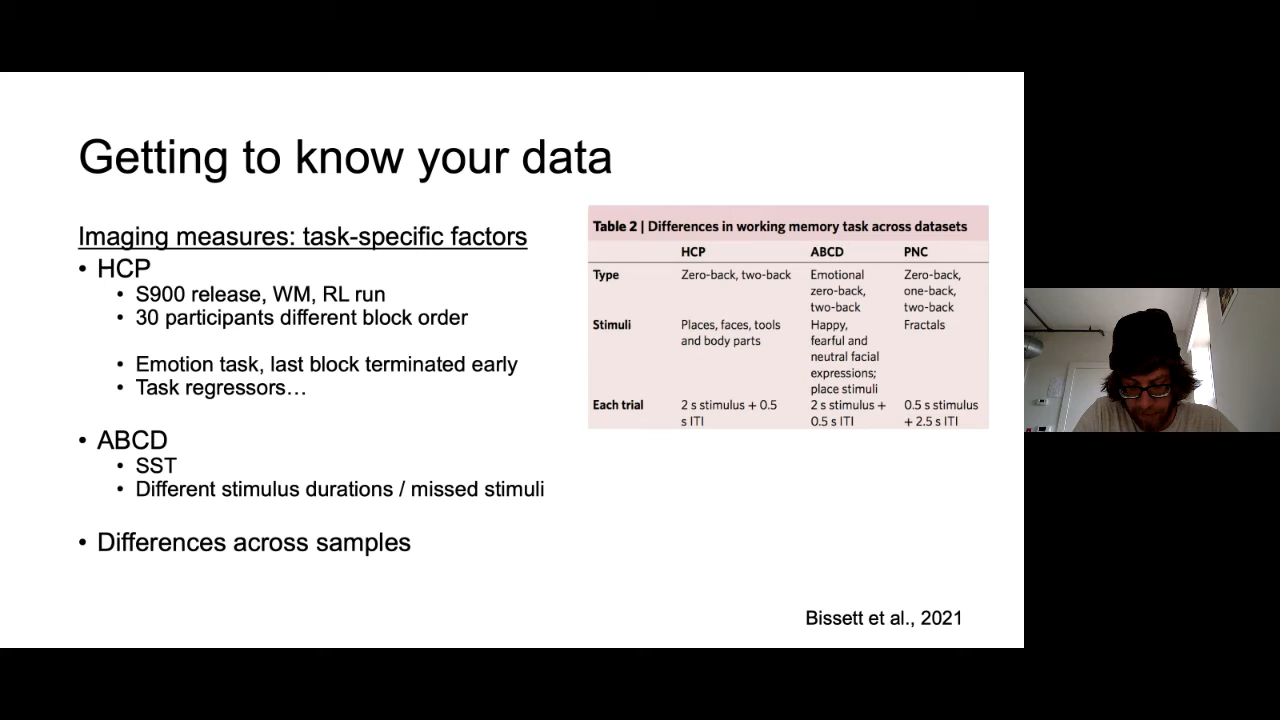 Getting to know your data
Imaging measures: task-specific factors
• HCP
• S900 release, WM, RL run
• 30 participants different block order
• Emotion task, last block terminated early
• Task regressors…
• ABCD
• SST
• Different stimulus durations / missed stimuli
• Differences across samples
Table 2 | Differences in working memory task across datasets
HCP ABCD PNC
Type Zero-back, two-back Emotional Zero-back,
zero-back, one-back,
two-back two-back
Stimuli Places, faces, tools Happy, Fractals
and body parts fearful and
neutral facial
expressions;
place stimuli
Each trial 2 s stimulus + 0.5 2 s stimulus + 0.5 s stimulus
s ITI 0.5 s ITI + 2.5 s ITI
Bissett et al., 2021